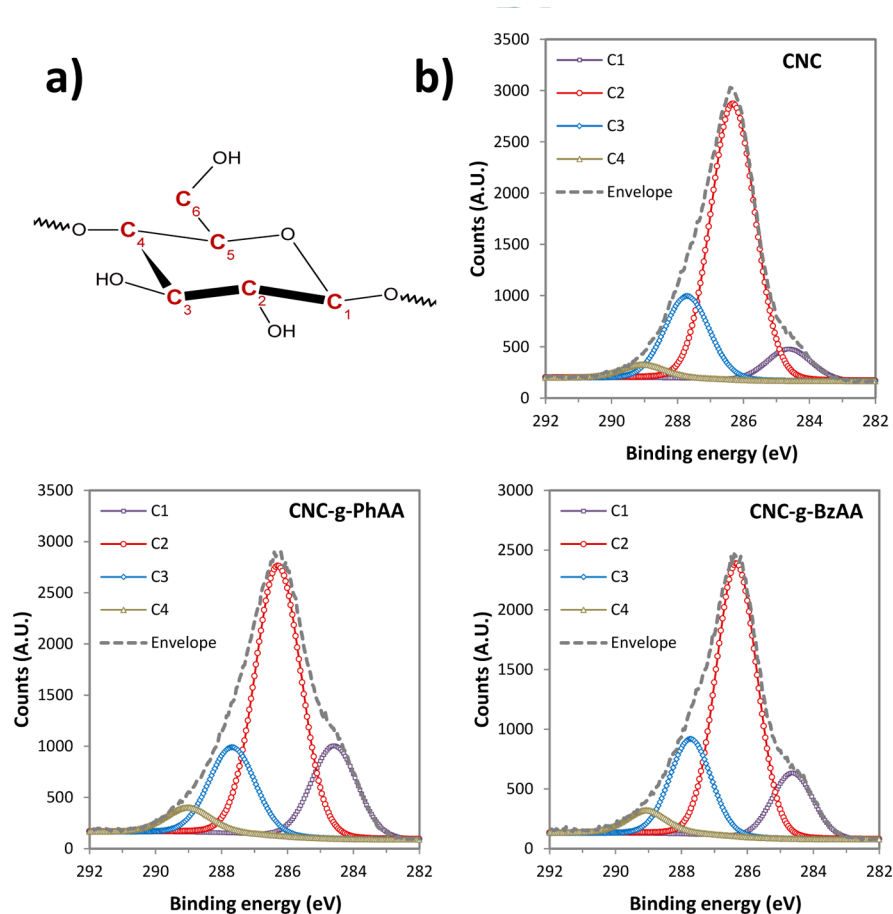 a)
OH
C6
O
C4
C5
O
HO
C3
C2
C1
O
OH
b)
CNC
C1
C2
C3
C4
Envelope
3500
3000
2500
2000
1500
1000
500
0
Counts (A.U.)
292 290 288 286 284 282
Binding energy (eV)
CNC-g-PhAA
C1
C2
C3
C4
Envelope
3500
3000
2500
2000
1500
1000
500
0
Counts (A.U.)
292 290 288 286 284 282
Binding energy (eV)
CNC-g-BzAA
C1
C2
C3
C4
Envelope
3000
2500
2000
1500
1000
500
0
Counts (A.U.)
292 290 288 286 284 282
Binding energy (eV)